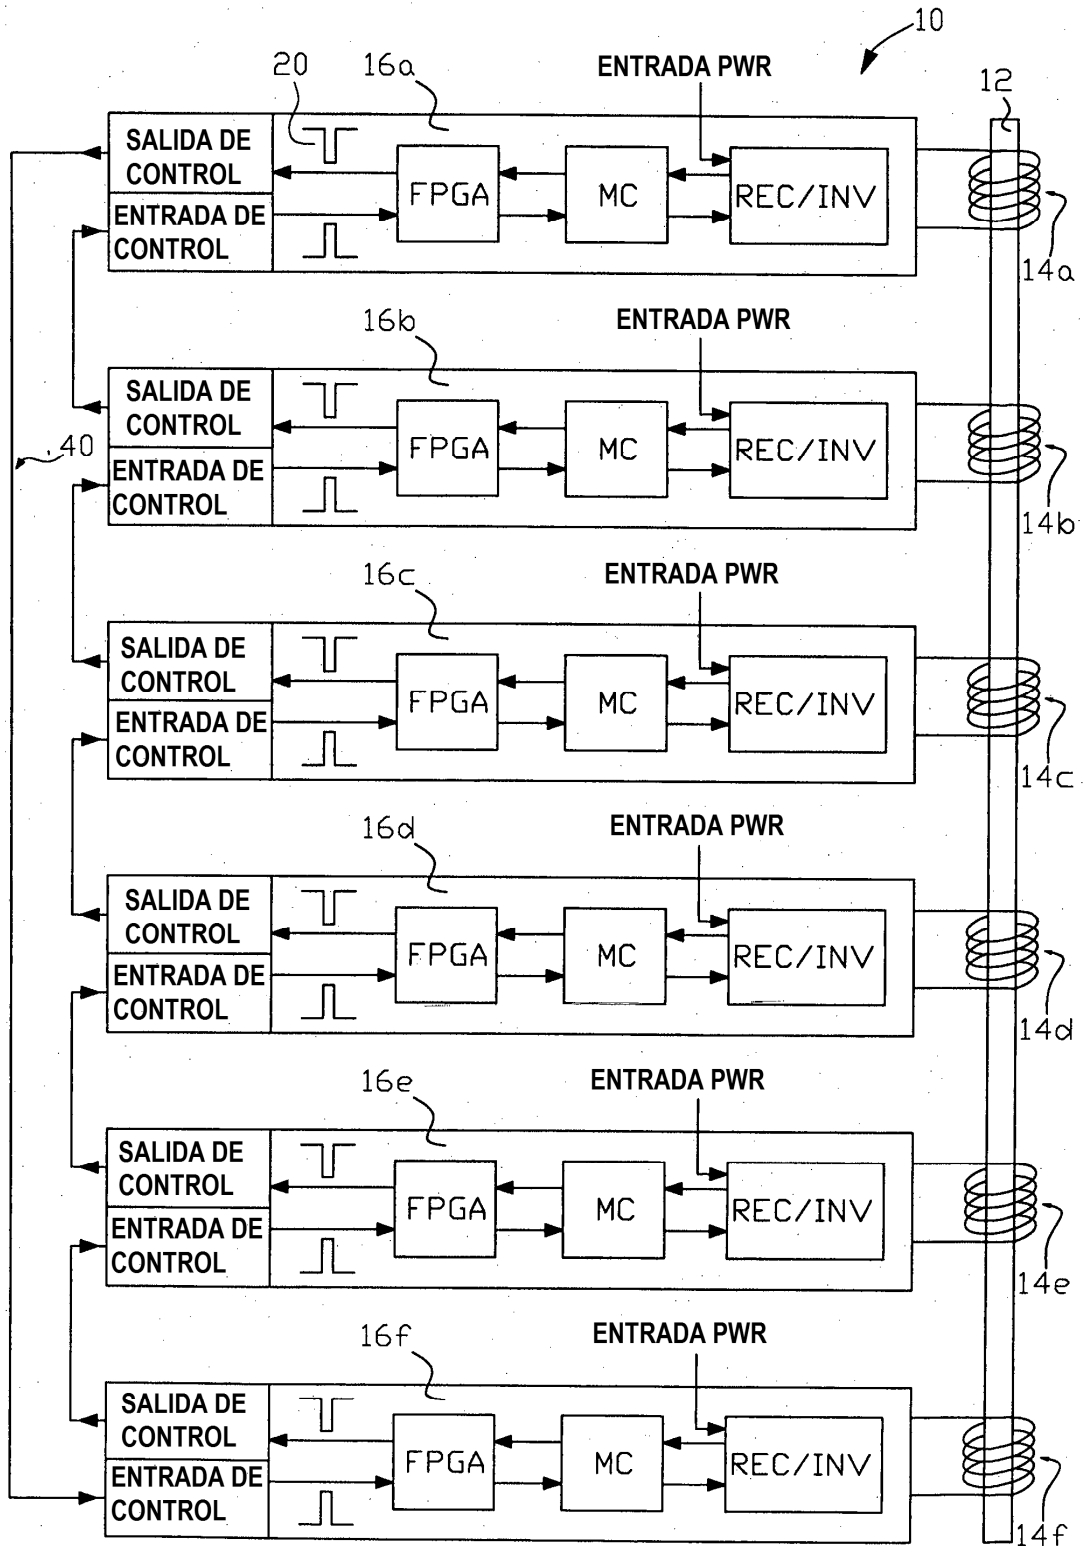 10
20
16a
ENTRADA PWR
12
SALIDA DE
CONTROL
ENTRADA DE
CONTROL
FPGA
MC
REC/INV
14a
16b
ENTRADA PWR
SALIDA DE
CONTROL
ENTRADA DE
CONTROL
FPGA
MC
REC/INV
40
14b
16c
ENTRADA PWR
SALIDA DE
CONTROL
ENTRADA DE
CONTROL
FPGA
MC
REC/INV
14c
16d
ENTRADA PWR
SALIDA DE
CONTROL
ENTRADA DE
CONTROL
FPGA
MC
REC/INV
14d
16e
ENTRADA PWR
SALIDA DE
CONTROL
ENTRADA DE
CONTROL
FPGA
MC
REC/INV
14e
16f
ENTRADA PWR
SALIDA DE
CONTROL
ENTRADA DE
CONTROL
FPGA
MC
REC/INV
14f